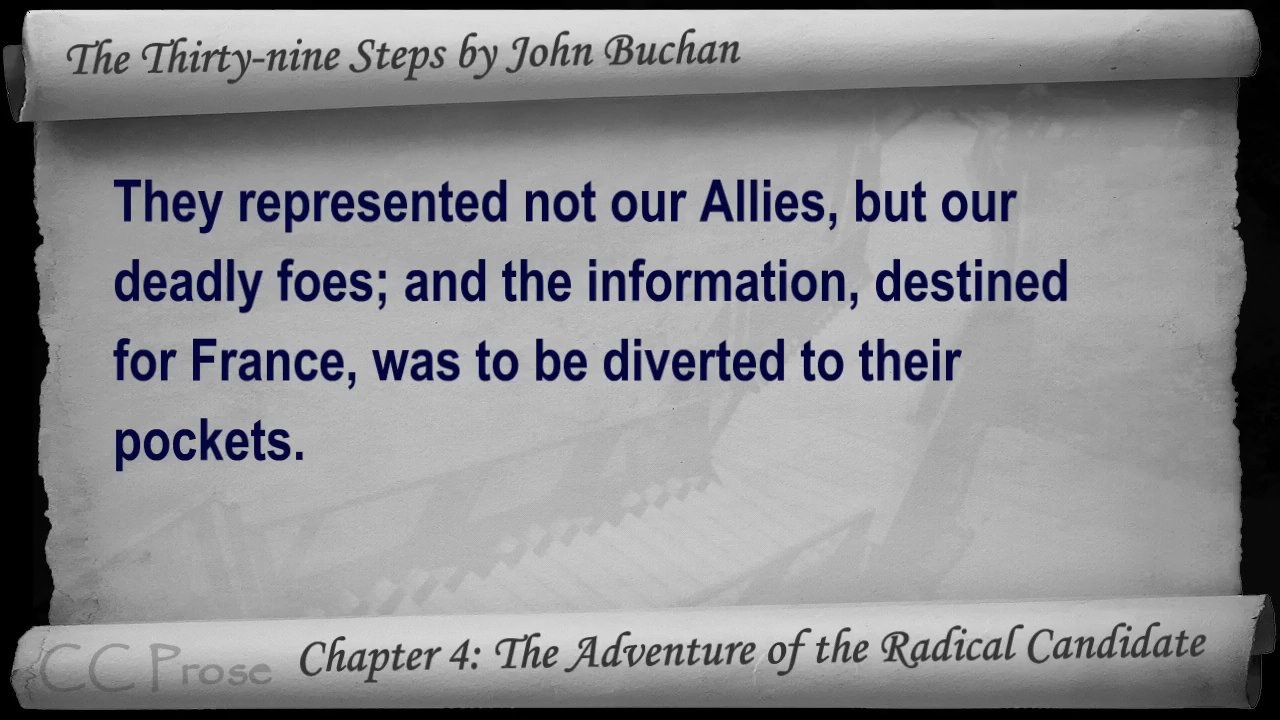 The Thirty-nine Steps by John Buchan
They represented not our Allies, but our
deadly foes; and the information, destined
for France, was to be diverted to their
pockets.
CC Prose
Chapter 4: The Adventure of the Radical Candidate